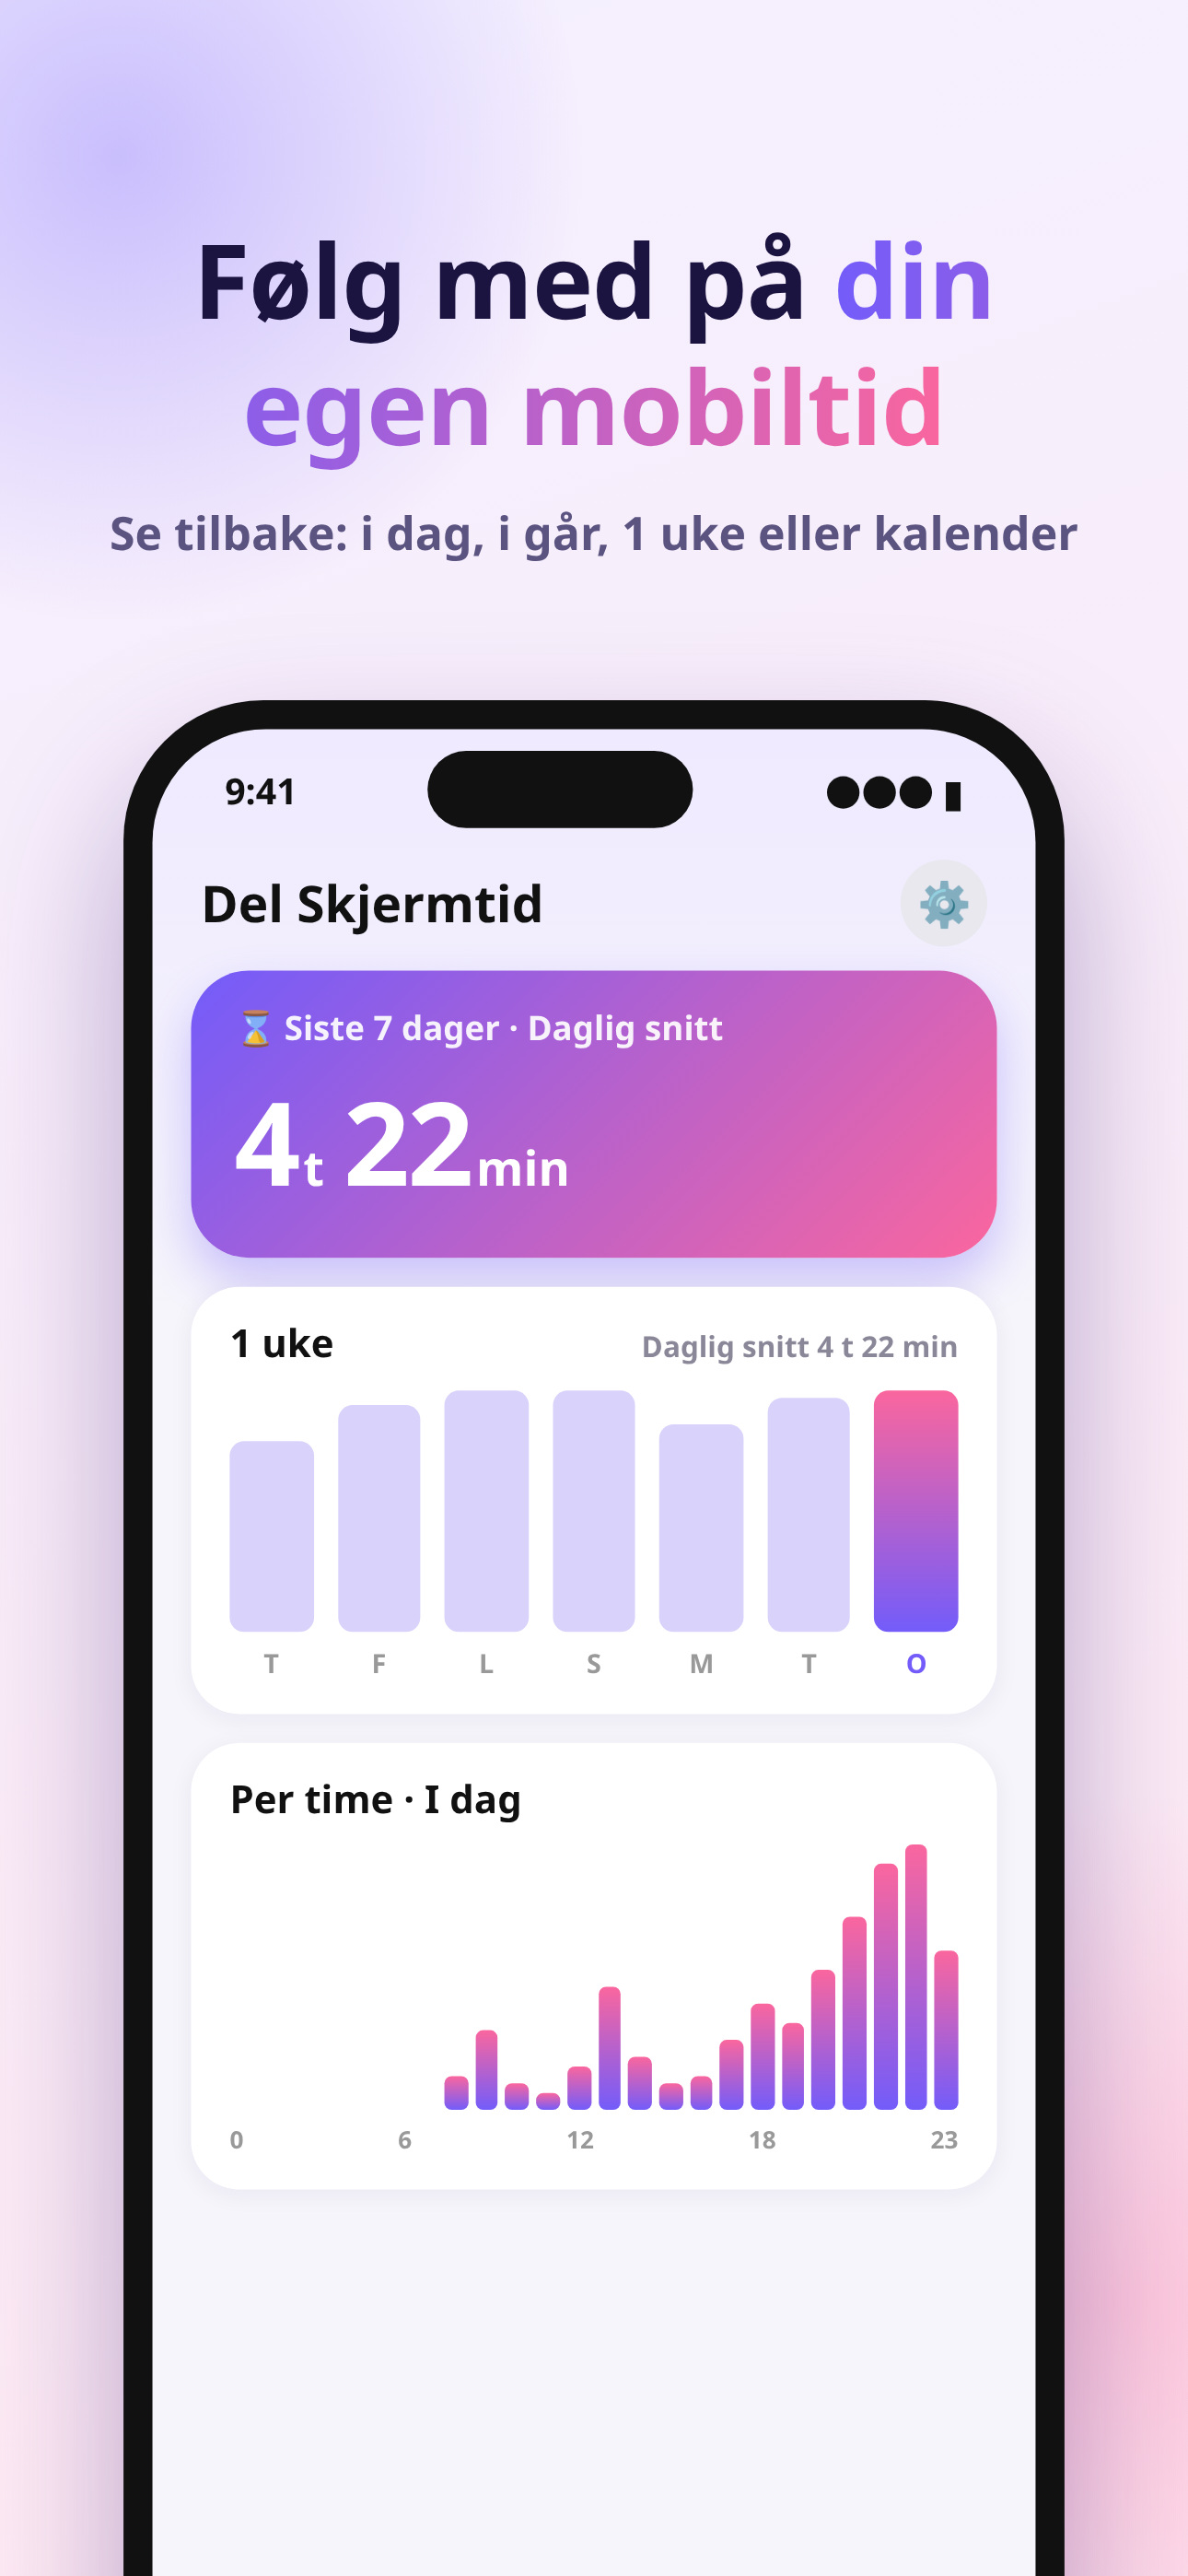 Følg med på din
egen mobiltid
Se tilbake: i dag, i går, 1 uke eller kalender
9:41
Del Skjermtid
⌛ Siste 7 dager · Daglig snitt
4t 22min
1 uke
Daglig snitt 4 t 22 min
T F L S M T O
Per time · I dag
0 6 12 18 23